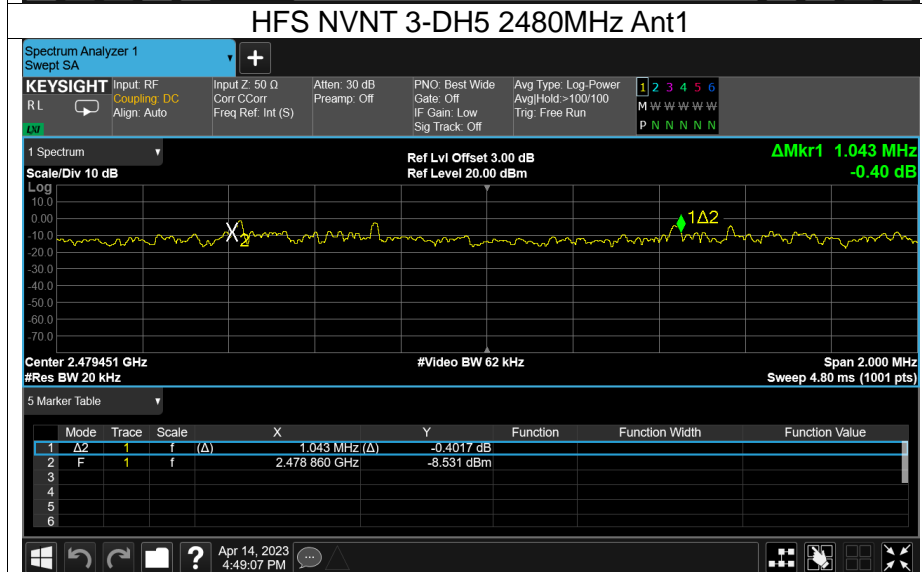 HFS NVNT 3-DH5 2480MHz Ant1
Spectrum Analyzer 1
Swept SA
+
KEYSIGHT Input: RF Input Z: 50 Ω Atten: 30 dB PNO: Best Wide Avg Type: Log-Power 1 2 3 4 5 6
RL Coupling: DC Corr CCorr Preamp: Off Gate: Off Avg|Hold:>100/100 M W W W W W
Align: Auto Freq Ref: Int (S) IF Gain: Low Trig: Free Run
LXI Sig Track: Off P N N N N N
1 Spectrum Ref Lvl Offset 3.00 dB ΔMkr1 1.043 MHz
Scale/Div 10 dB Ref Level 20.00 dBm -0.40 dB
Log
10.0
0.00 1Δ2
-10.0 X2
-20.0
-30.0
-40.0
-50.0
-60.0
-70.0
Center 2.479451 GHz #Video BW 62 kHz Span 2.000 MHz
#Res BW 20 kHz Sweep 4.80 ms (1001 pts)
5 Marker Table
Mode Trace Scale X Y Function Function Width Function Value
1 Δ2 1 f (Δ) 1.043 MHz (Δ) -0.4017 dB
2 F 1 f 2.478 860 GHz -8.531 dBm
3
4
5
6
? Apr 14, 2023
4:49:07 PM